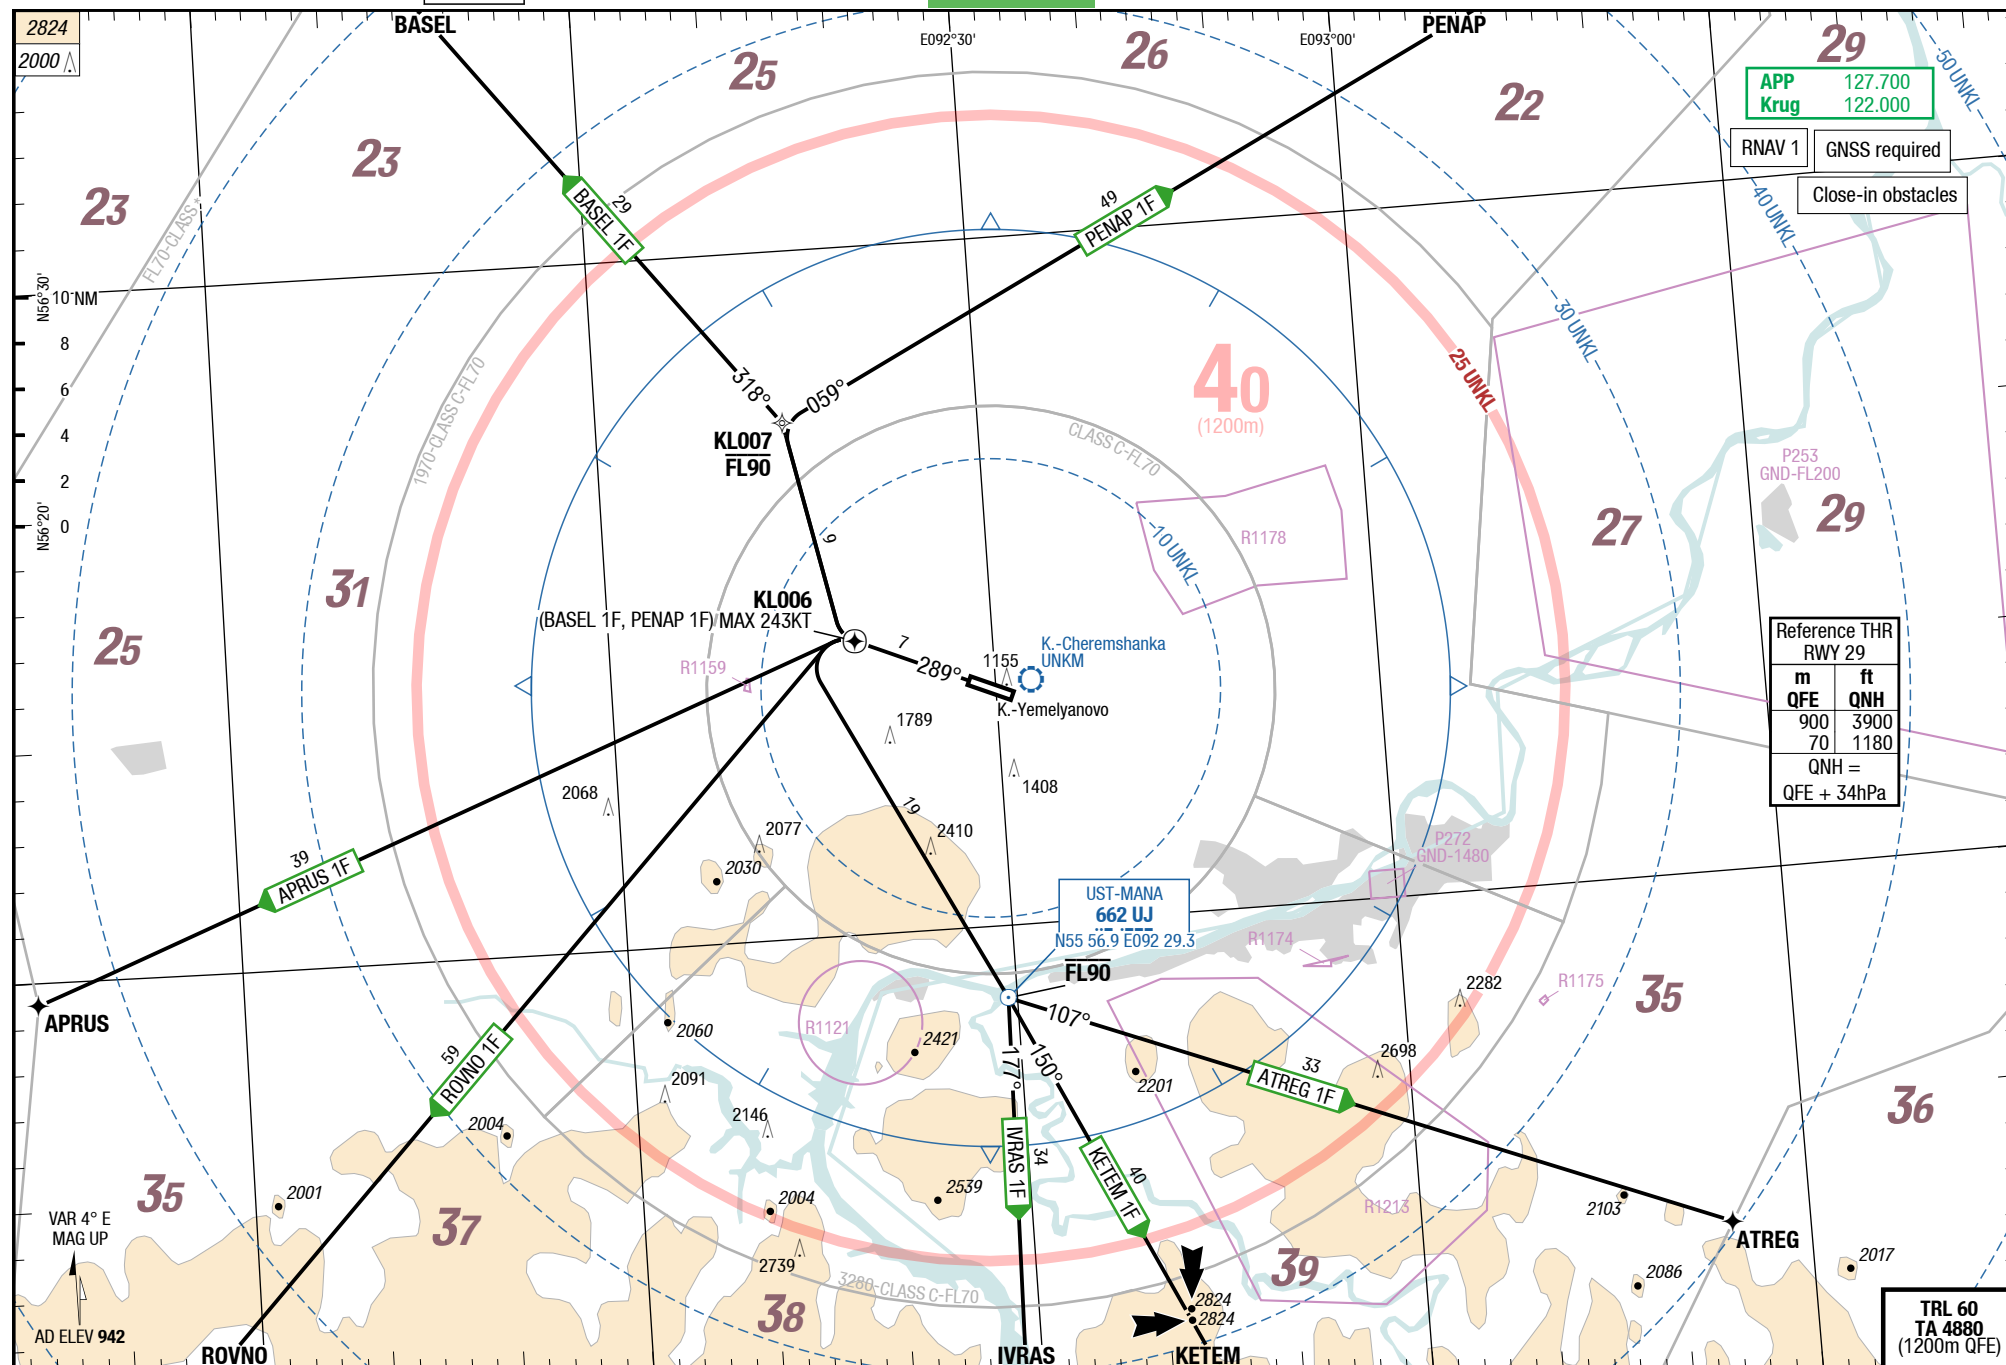 2824
2000
BASEL
E092°30'
E093°00'
PENAP
25
26
29
22
23
23
50 UNKL
APP 127.700
Krug 122.000
RNAV 1
GNSS required
Close-in obstacles
40 UNKL
FL70-CLASS
29
BASEL 1F
49
PENAP 1F
N56°30'
10 NM
8
6
4
2
0
N56°20'
30 UNKL
25 UNKL
1970-CLASS C-FL70
318°
059°
40
(1200m)
KL007
FL90
CLASS C-FL70
P253
GND-FL200
27
29
R1178
10 UNKL
9
31
25
KL006
(BASEL 1F, PENAP 1F) MAX 243KT
7
289°
1155
K.-Cheremshanka
UNKM
K.-Yemelyanovo
R1159
Reference THR
RWY 29
m ft
QFE QNH
900 3900
70 1180
QNH =
QFE + 34hPa
1789
1408
2068
19
2077
2410
2030
39
APRUS 1F
P272
GND-1480
UST-MANA
662 UJ
N55 56.9 E092 29.3
R1174
FL90
2282
R1175
35
APRUS
2060
R1121
2421
107°
177°
150°
59
ROVNO 1F
2091
2146
2004
2201
33
ATREG 1F
2698
36
IVRAS 1F
34
KETEM 1F
40
35
2001
37
2004
2539
R1213
2103
ATREG
VAR 4° E
MAG UP
2739
3280-CLASS C-FL70
38
39
2824
2824
2086
2017
AD ELEV 942
ROVNO
IVRAS
KETEM
TRL 60
TA 4880
(1200m QFE)